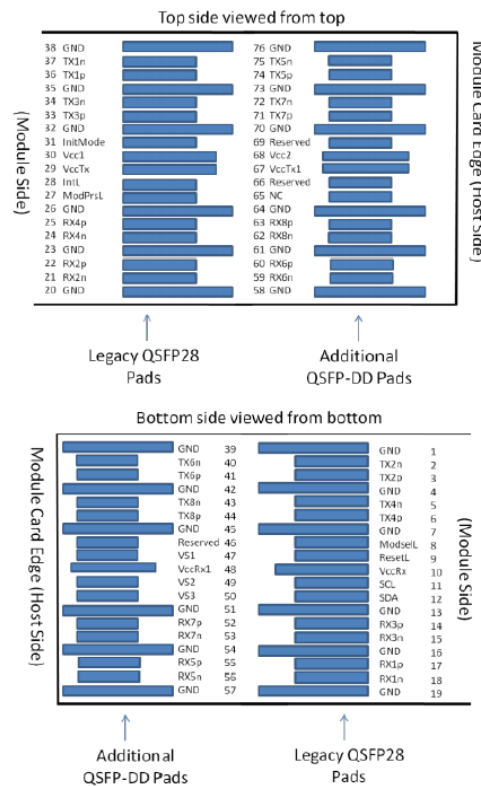 Top side viewed from top
38 GND 76 GND
37 TX1n 75 TX5n
36 TX1p 74 TX5p
35 GND 73 GND
34 TX3n 72 TX7n
33 TX3p 71 TX7p
32 GND 70 GND
31 InitMode 69 Reserved
30 Vcc1 68 Vcc2
29 VccTx 67 VccTx1
28 IntL 66 Reserved
27 ModPrsL 65 NC
26 GND 64 GND
25 RX4p 63 RX8p
24 RX4n 62 RX8n
23 GND 61 GND
22 RX2p 60 RX6p
21 RX2n 59 RX6n
20 GND 58 GND
(Module Side)
Module Card Edge (Host Side)
Legacy QSFP28
Pads
Additional
QSFP-DD Pads
Bottom side viewed from bottom
GND 39 GND 1
TX6n 40 TX2n 2
TX6p 41 TX2p 3
GND 42 GND 4
TX8n 43 TX4n 5
TX8p 44 TX4p 6
GND 45 GND 7
Reserved 46 ModselL 8
VS1 47 ResetL 9
VccRx1 48 VccRx 10
VS2 49 SCL 11
VS3 50 SDA 12
GND 51 GND 13
RX7p 52 RX3p 14
RX7n 53 RX3n 15
GND 54 GND 16
RX5p 55 RX1p 17
RX5n 56 RX1n 18
GND 57 GND 19
Module Card Edge (Host Side)
(Module Side)
Additional
QSFP-DD Pads
Legacy QSFP28
Pads